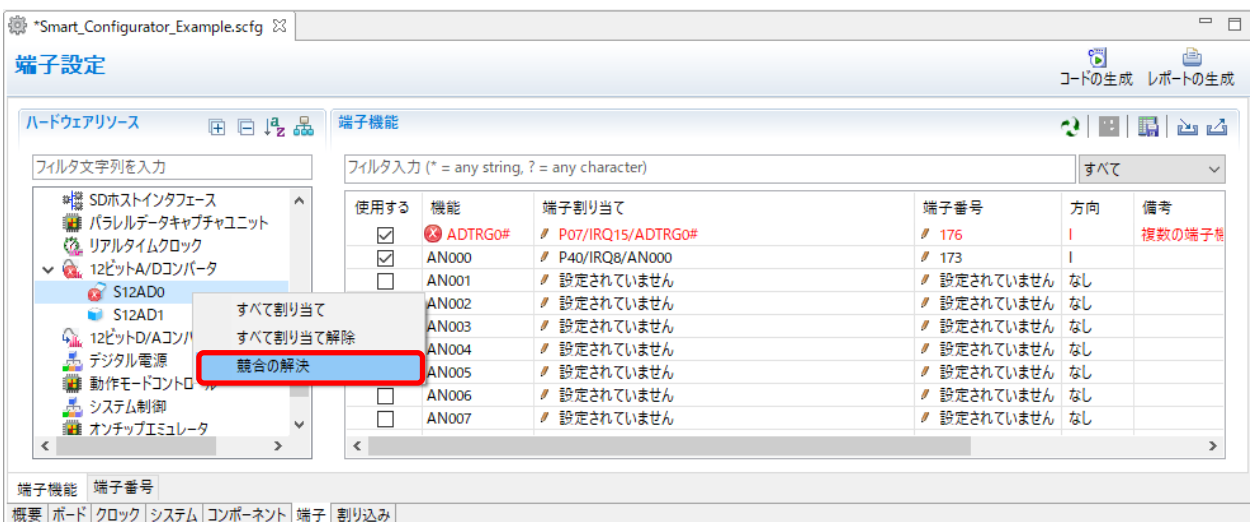 *Smart_Configurator_Example.scfg
端子設定
コードの生成 レポートの生成
ハードウェアリソース
端子機能
フィルタ文字列を入力
フィルタ入力 (* = any string, ? = any character)
すべて
SDホストインタフェース
パラレルデータキャプチャユニット
リアルタイムクロック
12ビットA/Dコンバータ
S12AD0
S12AD1
12ビットD/Aコンバ
デジタル電源
動作モードコントロール
システム制御
オンチップエミュレータ
すべて割り当て
すべて割り当て解除
競合の解決
使用する 機能 端子割り当て 端子番号 方向 備考
ADTRG0# P07/IRQ15/ADTRG0# 176 I 複数の端子機
AN000 P40/IRQ8/AN000 173 I
AN001 設定されていません 設定されていません なし
AN002 設定されていません 設定されていません なし
AN003 設定されていません 設定されていません なし
AN004 設定されていません 設定されていません なし
AN005 設定されていません 設定されていません なし
AN006 設定されていません 設定されていません なし
AN007 設定されていません 設定されていません なし
端子機能 端子番号
概要 ボード クロック システム コンポーネント 端子 割り込み